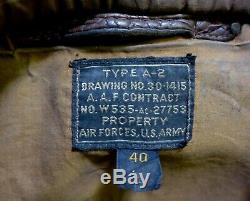 TYPE A-2
DRAWING NO. 30-1415
A.A.F. CONTRACT
NO. W535-AC-27753
PROPERTY
AIR FORCES, U.S. ARMY
40